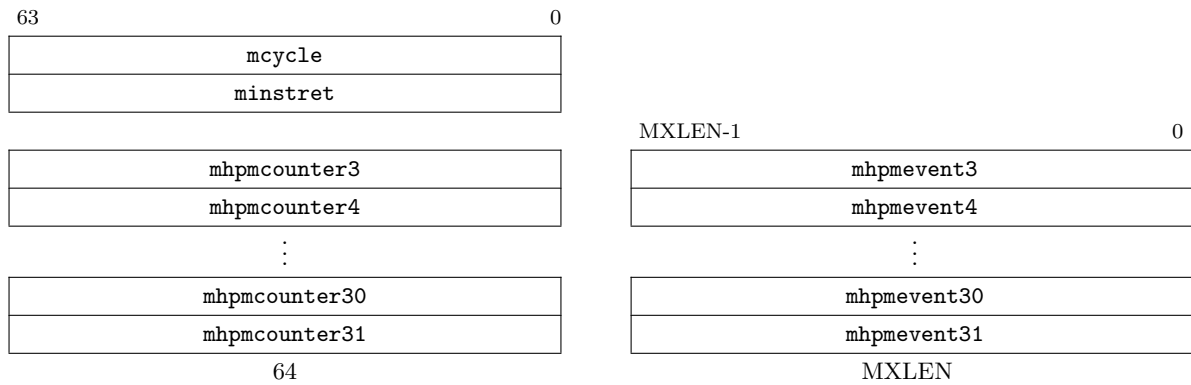 63 0
mcycle
minstret
MXLEN-1 0
mhpmcounter3 mhpmevent3
mhpmcounter4 mhpmevent4
⋮ ⋮
mhpmcounter30 mhpmevent30
mhpmcounter31 mhpmevent31
64 MXLEN